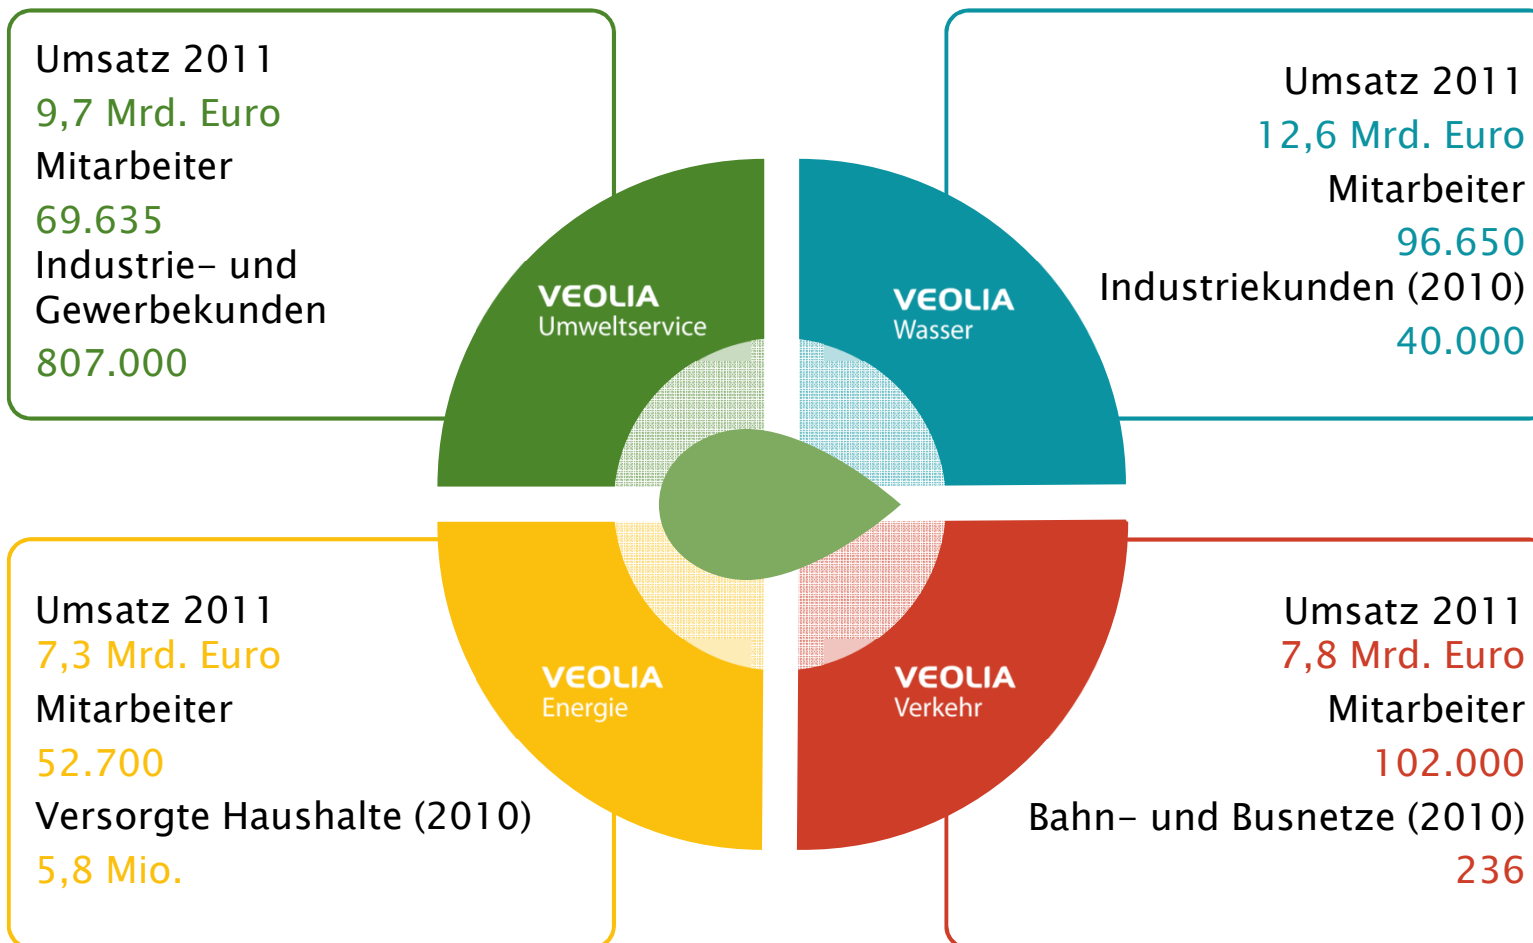 Umsatz 2011
9,7 Mrd. Euro
Mitarbeiter
69.635
Industrie- und
Gewerbekunden
807.000
Umsatz 2011
12,6 Mrd. Euro
Mitarbeiter
96.650
Industriekunden (2010)
40.000
VEOLIA
Umweltservice
VEOLIA
Wasser
VEOLIA
Energie
VEOLIA
Verkehr
Umsatz 2011
7,3 Mrd. Euro
Mitarbeiter
52.700
Versorgte Haushalte (2010)
5,8 Mio.
Umsatz 2011
7,8 Mrd. Euro
Mitarbeiter
102.000
Bahn- und Busnetze (2010)
236